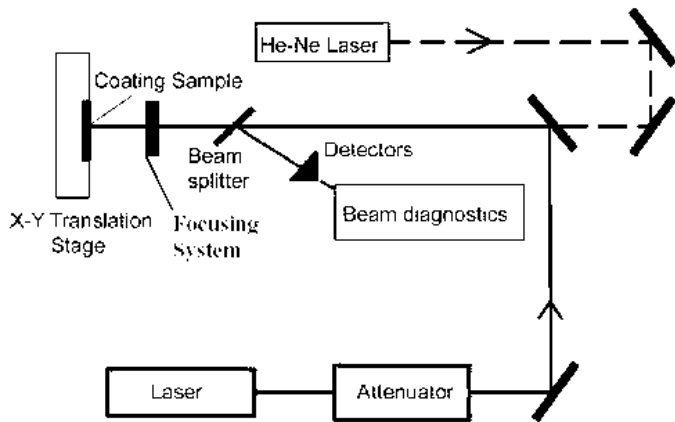 He-Ne Laser
Coating Sample
Beam
splitter
Detectors
Beam diagnostics
X-Y Translation
Stage
Focusing
System
Laser
Attenuator